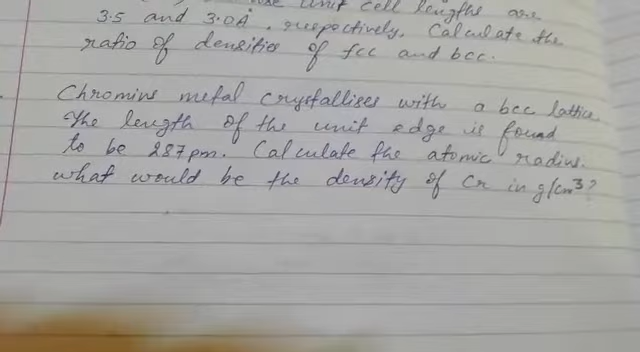 unit cell lengths are
3.5 and 3.0A, respectively. Calculate the
ratio of densities of fcc and bcc.
Chromium metal crystallises with a bcc lattice.
The length of the unit edge is found
to be 287pm. Calculate the atomic radius.
what would be the density of Cr in g/cm³?